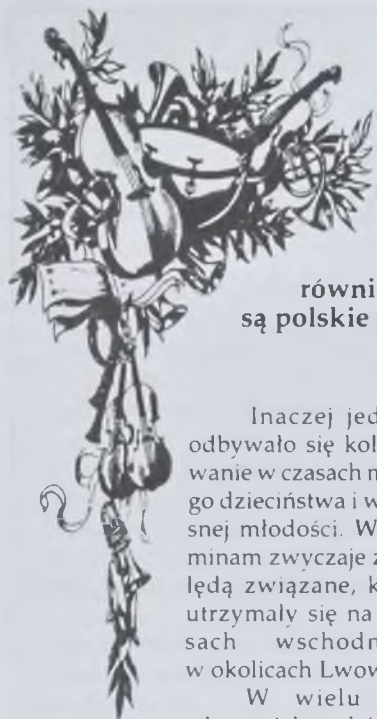 równi
są polskie
Inaczej jed
odbywało się kol
wanie w czasach n
go dzieciństwa i w
snej młodości. W
minam zwyczaje z
lędą związane, k
utrzymały się na
sach wschodn
w okolicach Lwow
W wielu